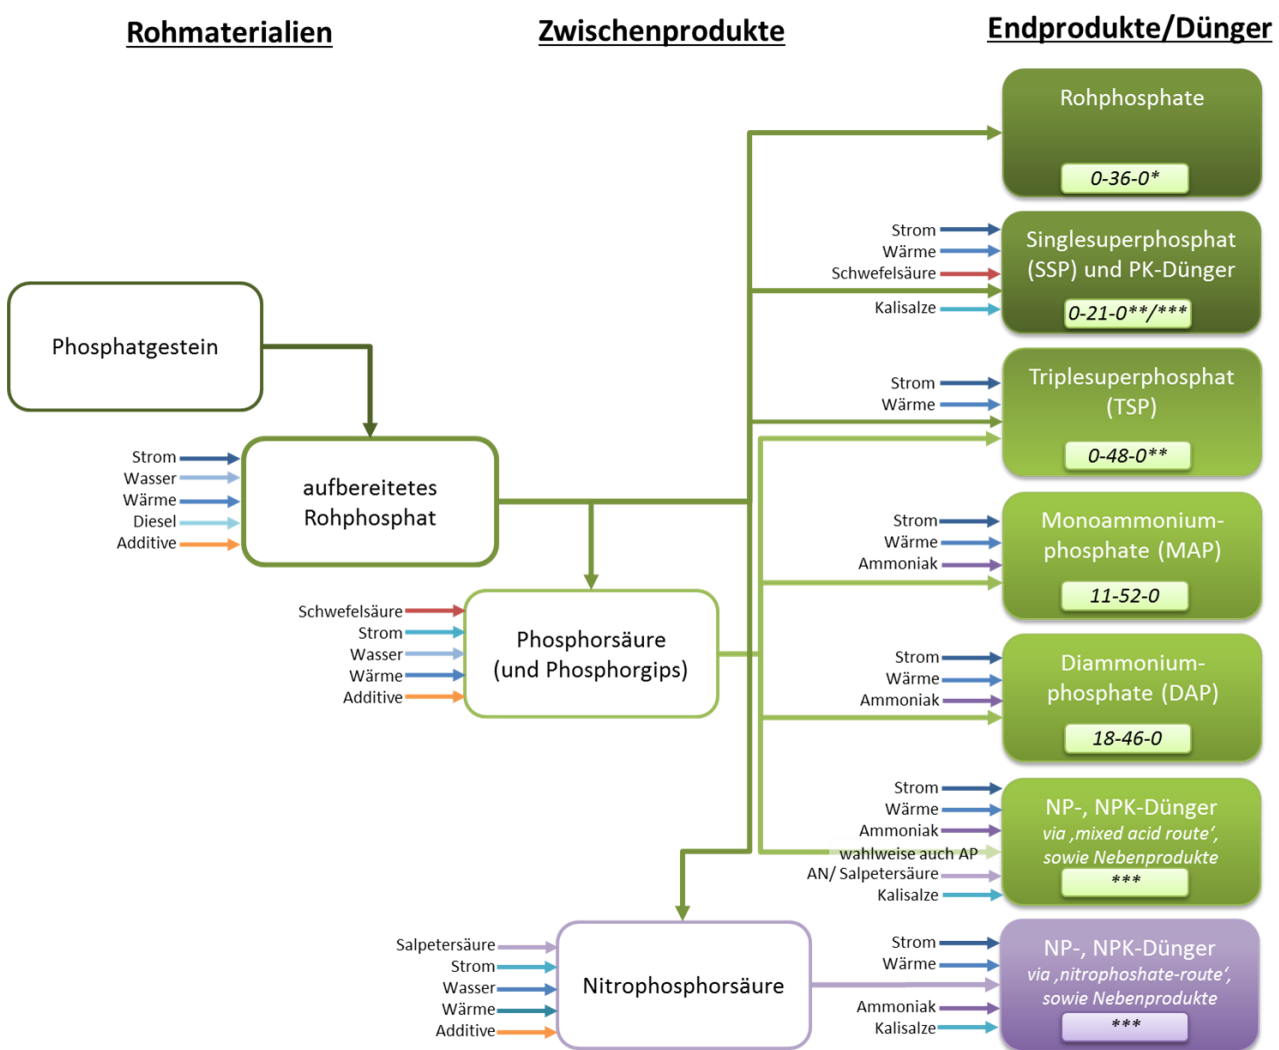 Rohmaterialien
Zwischenprodukte
Endprodukte/Dünger
Rohphosphate
0-36-0*
Strom
Wärme
Schwefelsäure
Kalisalze
Singlesuperphosphat
(SSP) und PK-Dünger
0-21-0**/***
Phosphatgestein
Strom
Wärme
Triplesuperphosphat
(TSP)
0-48-0**
Strom
Wasser
Wärme
Diesel
Additive
aufbereitetes
Rohphosphat
Strom
Wärme
Ammoniak
Monoammonium-
phosphate (MAP)
11-52-0
Schwefelsäure
Strom
Wasser
Wärme
Additive
Phosphorsäure
(und Phosphorgips)
Strom
Wärme
Ammoniak
Diammonium-
phosphate (DAP)
18-46-0
Strom
Wärme
Ammoniak
wahlweise auch AP
AN/ Salpetersäure
Kalisalze
NP-, NPK-Dünger
via ‚mixed acid route‘,
sowie Nebenprodukte
***
Salpetersäure
Strom
Wasser
Wärme
Additive
Nitrophosphorsäure
Strom
Wärme
Ammoniak
Kalisalze
NP-, NPK-Dünger
via ‚nitrophoshate-route‘,
sowie Nebenprodukte
***